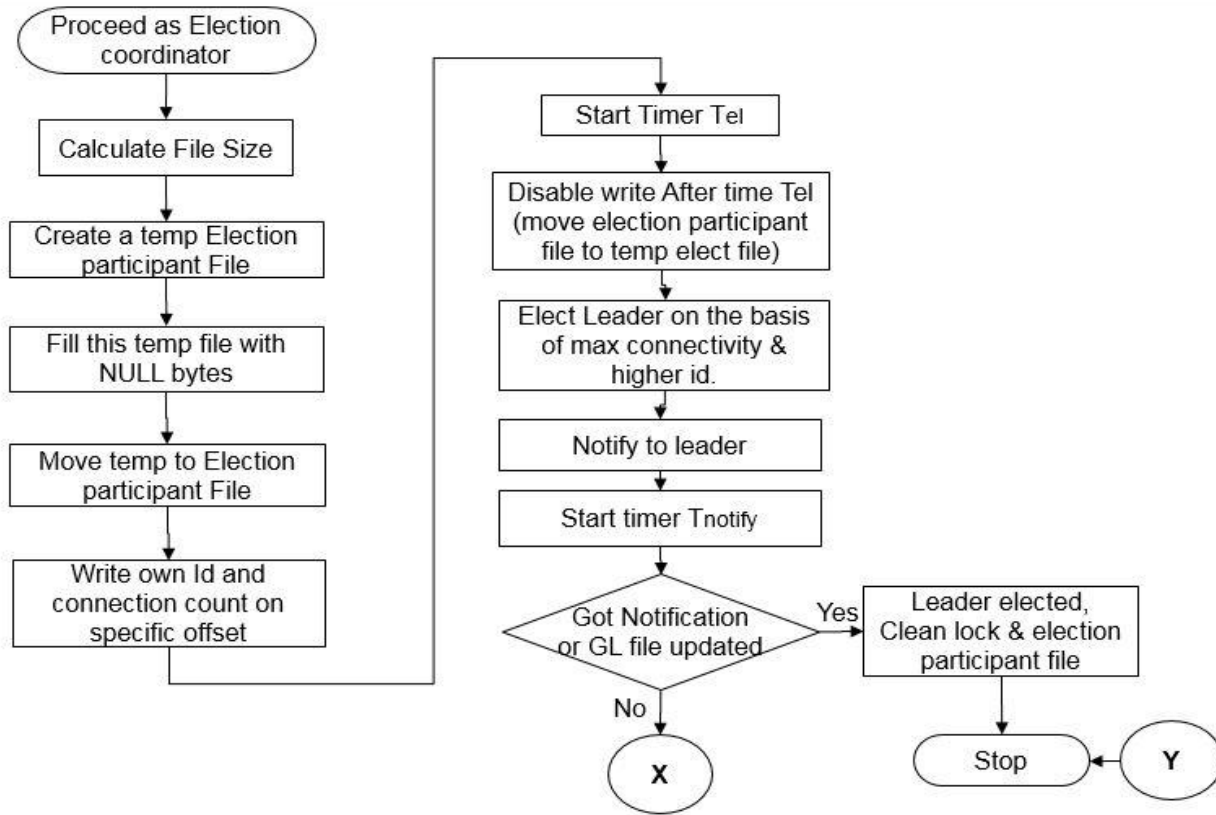 Proceed as Election
coordinator
Calculate File Size
Create a temp Election
participant File
Fill this temp file with
NULL bytes
Move temp to Election
participant File
Write own Id and
connection count on
specific offset
Start Timer Tel
Disable write After time Tel
(move election participant
file to temp elect file)
Elect Leader on the basis
of max connectivity &
higher id.
Notify to leader
Start timer Tnotify
Got Notification
or GL file updated
Yes
Leader elected,
Clean lock & election
participant file
No
X
Stop
Y